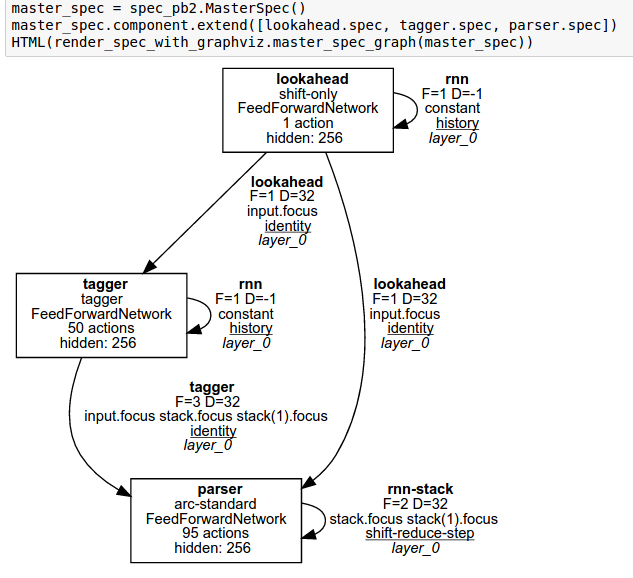 master_spec = spec_pb2.MasterSpec()
master_spec.component.extend([lookahead.spec, tagger.spec, parser.spec])
HTML(render_spec_with_graphviz.master_spec_graph(master_spec))
lookahead
shift-only
FeedForwardNetwork
1 action
hidden: 256
rnn
F=1 D=-1
constant
history
layer_0
lookahead
F=1 D=32
input.focus
identity
layer_0
tagger
tagger
FeedForwardNetwork
50 actions
hidden: 256
rnn
F=1 D=-1
constant
history
layer_0
lookahead
F=1 D=32
input.focus
identity
layer_0
tagger
F=3 D=32
input.focus stack.focus stack(1).focus
identity
layer_0
parser
arc-standard
FeedForwardNetwork
95 actions
hidden: 256
rnn-stack
F=2 D=32
stack.focus stack(1).focus
shift-reduce-step
layer_0